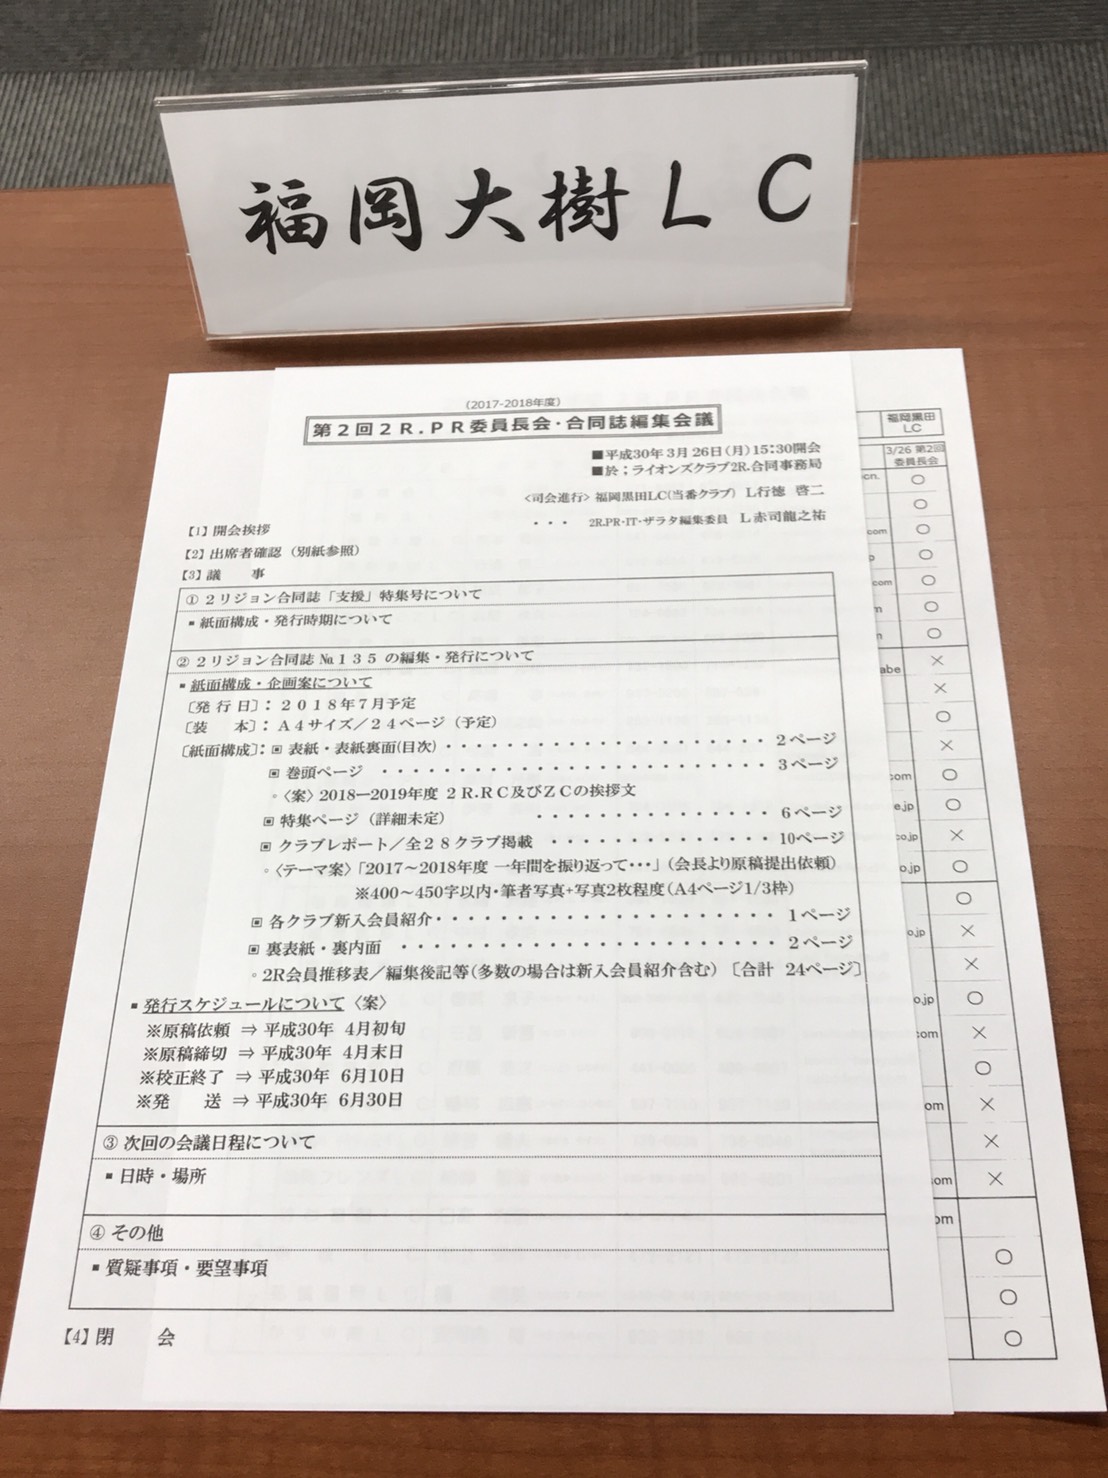 福岡大樹LC
(2017-2018年度)
第2回2R.PR委員長会・合同誌編集会議
■平成30年3月26日(月)15:30開会
■於；ライオンズクラブ2R.合同事務局
<司会進行> 福岡黒田LC(当番クラブ) L行徳 啓二
【1】開会挨拶 ・・・ 2R.PR・IT・ザラタ編集委員 L赤司龍之祐
【2】出席者確認（別紙参照）
【3】議 事
① 2リジョン合同誌「支援」特集号について
▪紙面構成・発行時期について
② 2リジョン合同誌 №135 の編集・発行について
▪紙面構成・企画案について
〔発 行 日〕： 2018年7月予定
〔装 本〕： A4サイズ／24ページ（予定）
〔紙面構成〕：▣ 表紙・表紙裏面(目次)・・・・・・・・・・・・・・・・・・・・・・ 2ページ
▣ 巻頭ページ ・・・・・・・・・・・・・・・・・・・・・・・・・ 3ページ
◦〈案〉2018―2019年度 2R.RC及びZCの挨拶文
▣ 特集ページ（詳細未定） ・・・・・・・・・・・・・・・ 6ページ
▣ クラブレポート／全28クラブ掲載 ・・・・・・・・・・・・・・ 10ページ
◦〈テーマ案〉「2017～2018年度 一年間を振り返って・・・」（会長より原稿提出依頼）
※400～450字以内・筆者写真+写真2枚程度（A4ページ1/3枠）
▣ 各クラブ新入会員紹介・・・・・・・・・・・・・・・・・・・・・・ 1ページ
▣ 裏表紙・裏内面 ・・・・・・・・・・・・・・・・・・・・・・・・ 2ページ
◦2R会員推移表／編集後記等（多数の場合は新入会員紹介含む）〔合計 24ページ〕
▪発行スケジュールについて〈案〉
※原稿依頼 ⇒ 平成30年 4月初旬
※原稿締切 ⇒ 平成30年 4月末日
※校正終了 ⇒ 平成30年 6月10日
※発 送 ⇒ 平成30年 6月30日
③ 次回の会議日程について
▪日時・場所
④ その他
▪質疑事項・要望事項
【4】閉 会
福岡黒田
LC
3/26 第2回
委員長会
cn. ○
○
com ○
p ○
com ○
m ○
n ○
abe ×
×
○
×
com ○
e.jp ○
co.jp ×
o.jp ○
○
o.jp ×
×
o.jp ○
com ×
○
om ×
×
om ×
om
○
○
○